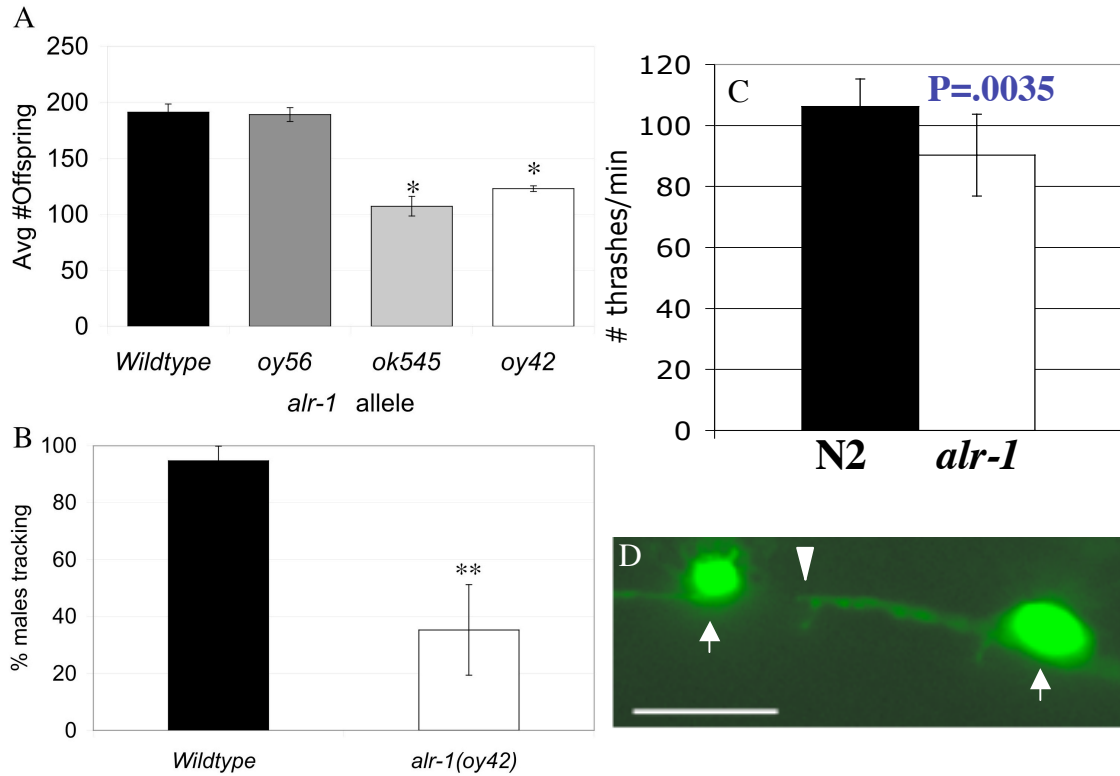 A
250
200
150
100
50
0
Avg #Offspring
*
*
Wildtype oy56 ok545 oy42
alr-1 allele
B
100
80
60
40
20
0
% males tracking
**
Wildtype alr-1(oy42)
C
P=.0035
120
100
80
60
40
20
0
# thrashes/min
N2 alr-1
D